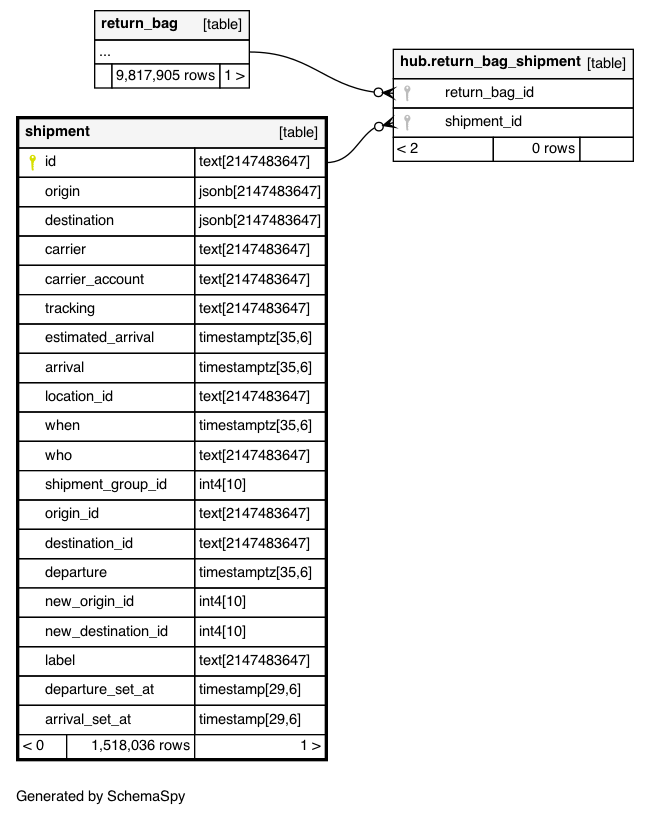 return_bag [table]
...
9,817,905 rows 1 >
hub.return_bag_shipment [table]
return_bag_id
shipment_id
< 2 0 rows
shipment [table]
id text[2147483647]
origin jsonb[2147483647]
destination jsonb[2147483647]
carrier text[2147483647]
carrier_account text[2147483647]
tracking text[2147483647]
estimated_arrival timestamptz[35,6]
arrival timestamptz[35,6]
location_id text[2147483647]
when timestamptz[35,6]
who text[2147483647]
shipment_group_id int4[10]
origin_id text[2147483647]
destination_id text[2147483647]
departure timestamptz[35,6]
new_origin_id int4[10]
new_destination_id int4[10]
label text[2147483647]
departure_set_at timestamp[29,6]
arrival_set_at timestamp[29,6]
< 0 1,518,036 rows 1 >
Generated by SchemaSpy